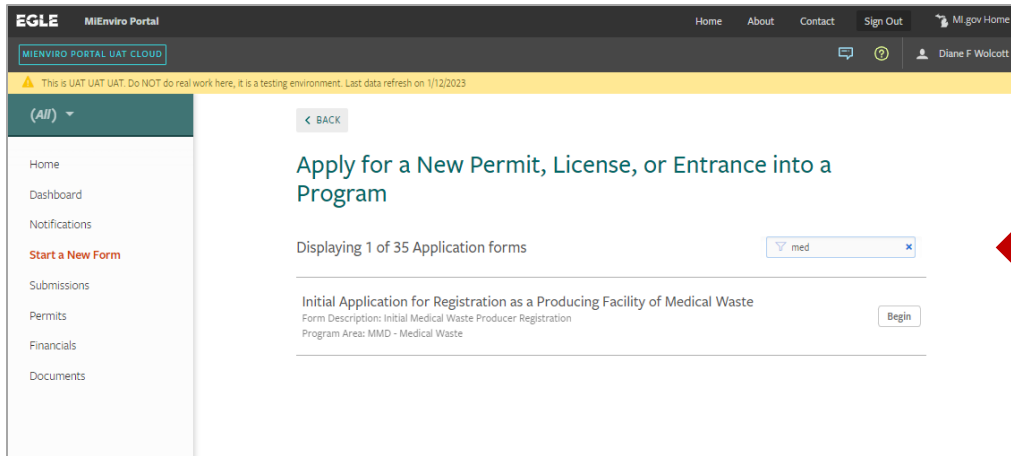 EGLE MiEnviro Portal Home About Contact Sign Out MI.gov Home
MIENVIRO PORTAL UAT CLOUD Diane F Wolcott
This is UAT UAT UAT. Do NOT do real work here, it is a testing environment. Last data refresh on 1/12/2023
(All)
BACK
Home
Dashboard
Notifications
Start a New Form
Submissions
Permits
Financials
Documents
Apply for a New Permit, License, or Entrance into a
Program
Displaying 1 of 35 Application forms
med
Initial Application for Registration as a Producing Facility of Medical Waste
Form Description: Initial Medical Waste Producer Registration
Program Area: MMD - Medical Waste
Begin